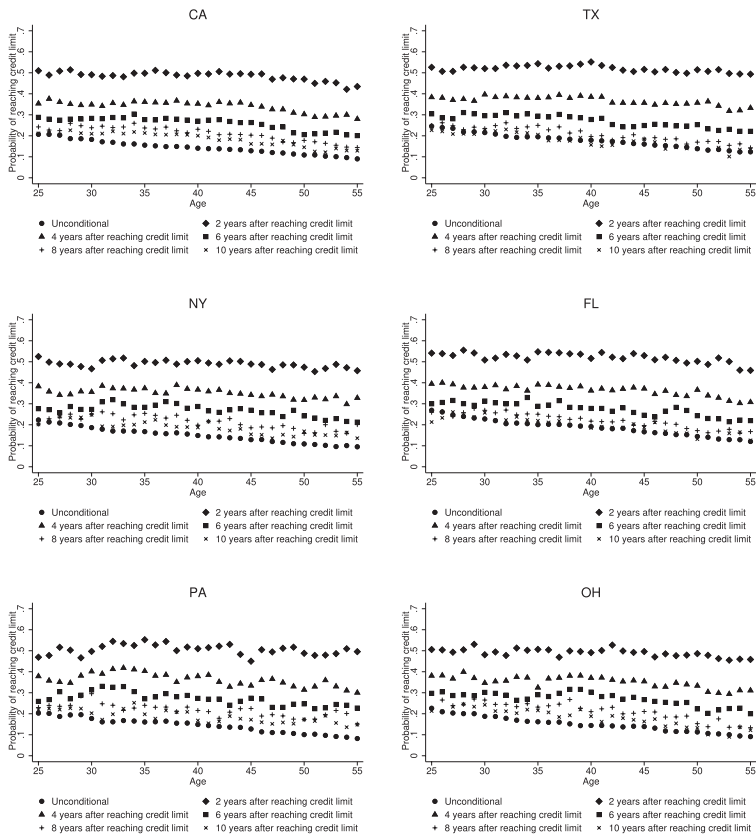 CA
Probability of reaching credit limit
0 .1 .2 .3 .4 .5 .6 .7
25 30 35 40 45 50 55
Age
Unconditional 2 years after reaching credit limit
4 years after reaching credit limit 6 years after reaching credit limit
8 years after reaching credit limit 10 years after reaching credit limit
TX
Probability of reaching credit limit
0 .1 .2 .3 .4 .5 .6 .7
25 30 35 40 45 50 55
Age
Unconditional 2 years after reaching credit limit
4 years after reaching credit limit 6 years after reaching credit limit
8 years after reaching credit limit 10 years after reaching credit limit
NY
Probability of reaching credit limit
0 .1 .2 .3 .4 .5 .6 .7
25 30 35 40 45 50 55
Age
Unconditional 2 years after reaching credit limit
4 years after reaching credit limit 6 years after reaching credit limit
8 years after reaching credit limit 10 years after reaching credit limit
FL
Probability of reaching credit limit
0 .1 .2 .3 .4 .5 .6 .7
25 30 35 40 45 50 55
Age
Unconditional 2 years after reaching credit limit
4 years after reaching credit limit 6 years after reaching credit limit
8 years after reaching credit limit 10 years after reaching credit limit
PA
Probability of reaching credit limit
0 .1 .2 .3 .4 .5 .6 .7
25 30 35 40 45 50 55
Age
Unconditional 2 years after reaching credit limit
4 years after reaching credit limit 6 years after reaching credit limit
8 years after reaching credit limit 10 years after reaching credit limit
OH
Probability of reaching credit limit
0 .1 .2 .3 .4 .5 .6 .7
25 30 35 40 45 50 55
Age
Unconditional 2 years after reaching credit limit
4 years after reaching credit limit 6 years after reaching credit limit
8 years after reaching credit limit 10 years after reaching credit limit